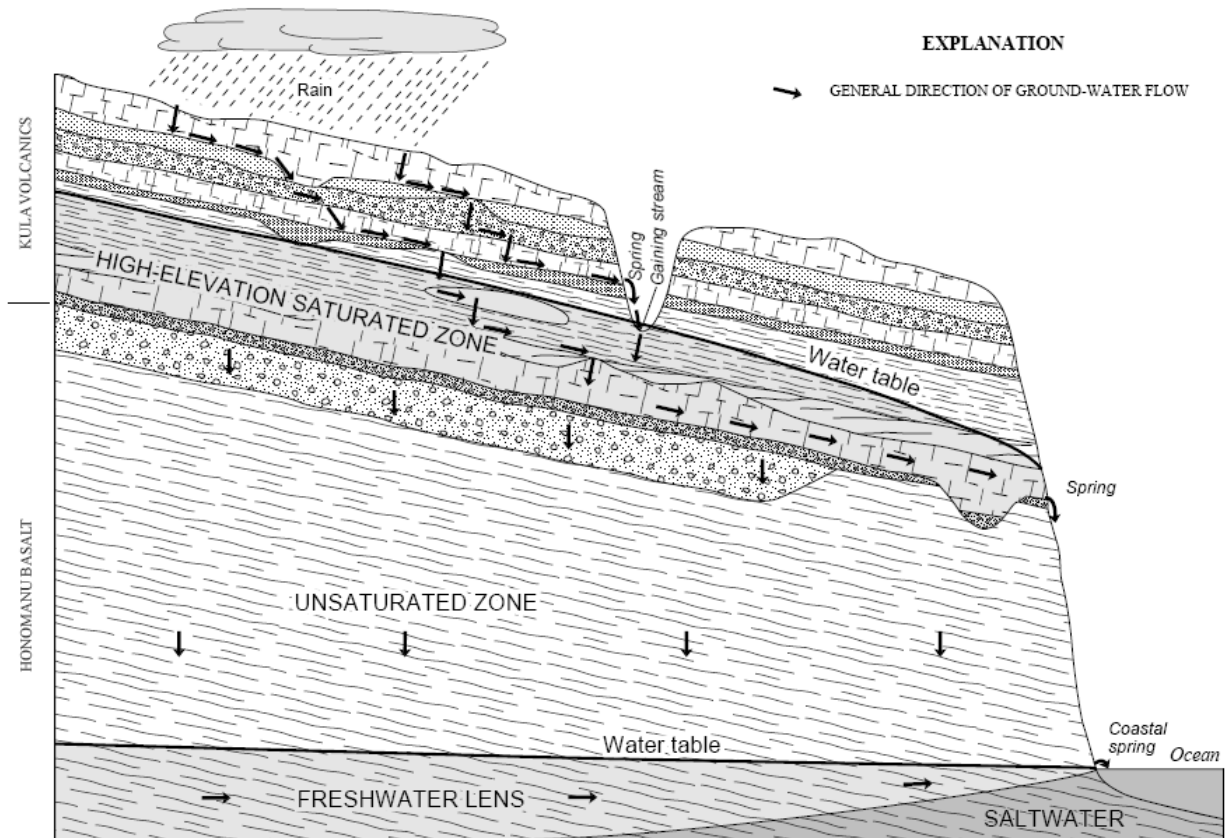 EXPLANATION
GENERAL DIRECTION OF GROUND-WATER FLOW
Rain
KULA VOLCANICS
HONOMANU BASALT
Spring
Gaining stream
HIGH-ELEVATION SATURATED ZONE
Water table
Spring
UNSATURATED ZONE
Water table
Coastal
spring
Ocean
FRESHWATER LENS
SALTWATER